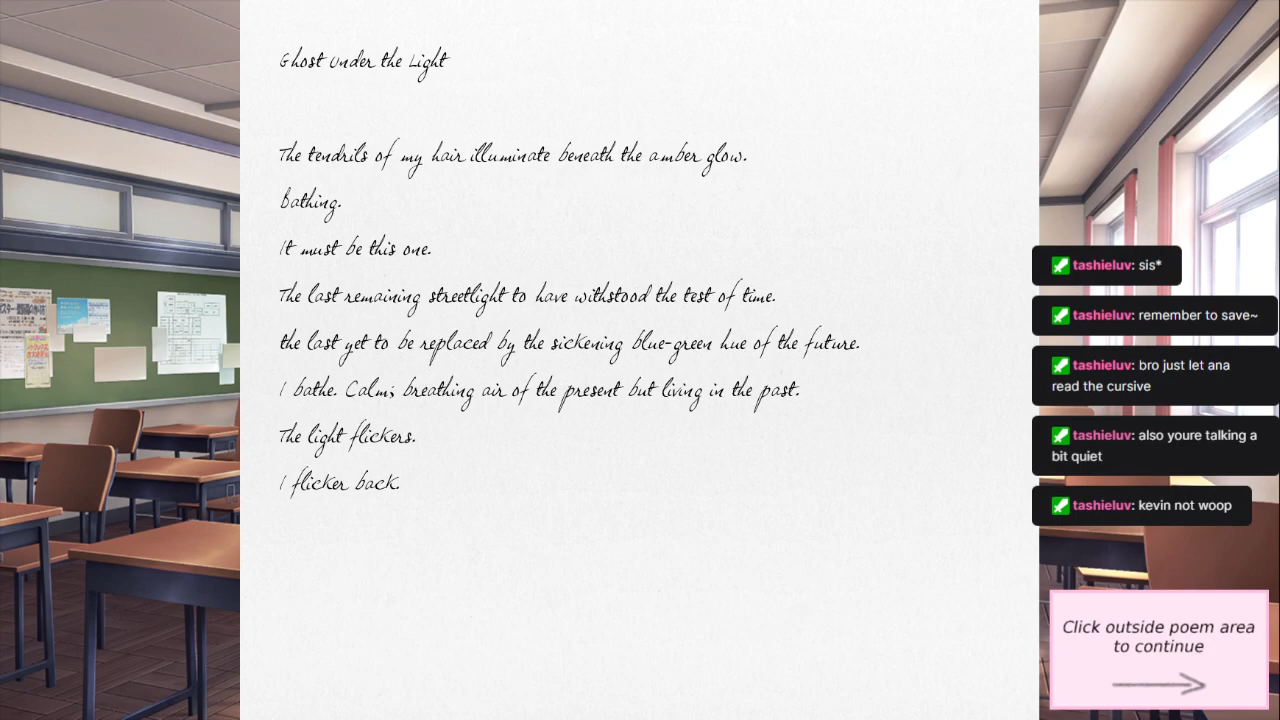 Ghost Under the Light
The tendrils of my hair illuminate beneath the amber glow.
Bathing.
It must be this one.
The last remaining streetlight to have withstood the test of time.
the last yet to be replaced by the sickening blue-green hue of the future.
I bathe. Calm; breathing air of the present but living in the past.
The light flickers.
I flicker back.
tashieluv: sis*
tashieluv: remember to save~
tashieluv: bro just let ana
read the cursive
tashieluv: also youre talking a
bit quiet
tashieluv: kevin not woop
Click outside poem area
to continue